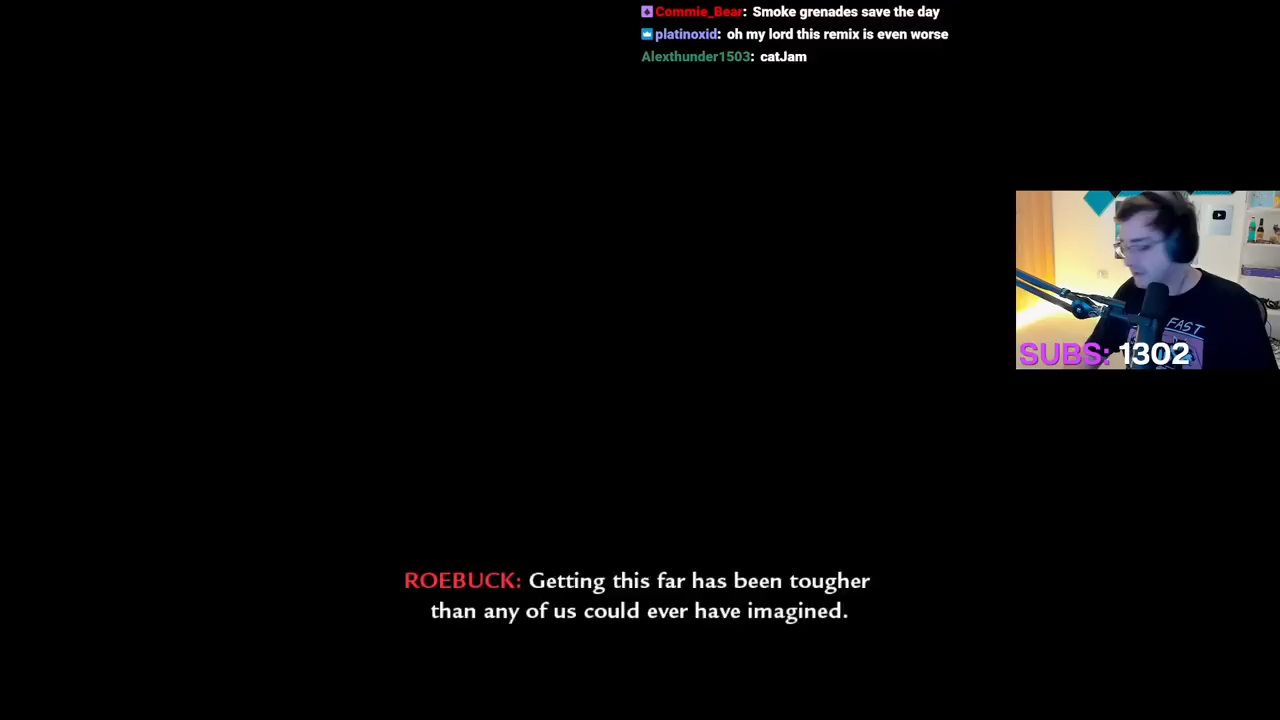 Commie_Bear: Smoke grenades save the day
platinoxid: oh my lord this remix is even worse
Alexthunder1503: catJam
FAST
SUBS: 1302
ROEBUCK: Getting this far has been tougher
than any of us could ever have imagined.